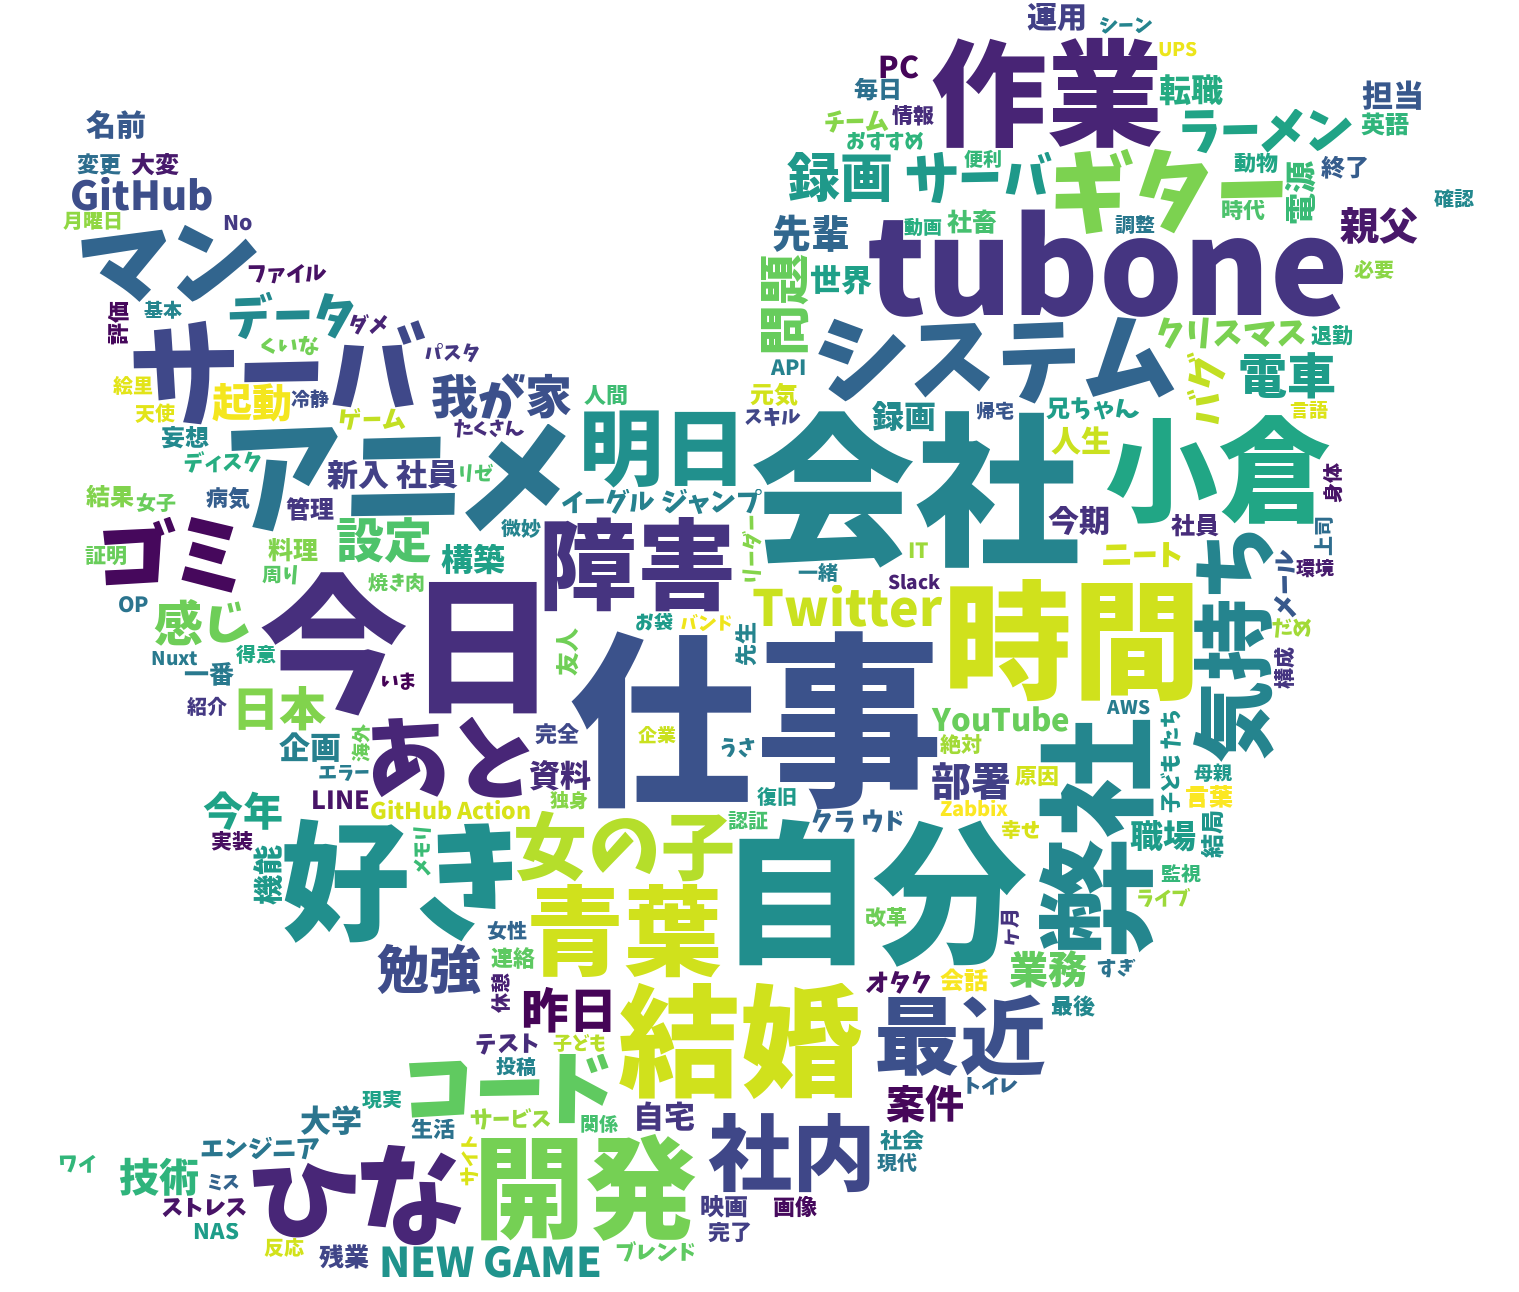 運用 シーン
PC 作業 UPS
毎日 転職 担当
名前 チーム 情報 ラーメン 英語
おすすめ
変更 大変 録画 サーバ 便利 ギター 動物 終了
GitHub 電源 確認
月曜日 No 先輩 動画 社畜 調整 時代 親父
マン ファイル 問題 世界 tubone 必要
評価 基本 データ ダメ システム クリスマス 退勤
サーバ くいな パスタ API バグ 電車
絵里 起動 冷静 我が家 人間 元気 録画 帰宅 兄ちゃん 言語
天使 ゲーム たくさん 明日 スキル 会社 人生 小倉
妄想 アニメ
ディスク 新入社員 リゼ 身体
結果 女子 病気 管理 イーグルジャンプ 今期 社員
ゴミ 料理 設定 微妙 障害 リーダー IT ニート 気持ち 上司
証明 周り 焼き肉 構築 一緒 Slack メール 環境
OP 感じ 今日 お袋 バンド Twitter 時間 だめ
Nuxt 得意 友人 先生 構成
一番 いま 仕事
紹介 日本 あと 完全 企業 うさ YouTube AWS 子どもたち
企画 海外 絶対
エラー 資料 部署 原因 母親
LINE GitHub Action 独身 復旧 Zabbix 弊社 言葉
今年 認証 クラウド 幸せ 職場 結局
実装 好き メモリ 女の子 自分
機能 青葉 改革 ヶ月 監視
女性 ライブ
勉強 連絡 オタク 会話 業務 すぎ
休憩 昨日 結婚 最近 最後
テスト 子ども
コード 投稿 トイレ
現実 案件
大学 生活 サービス 関係 自宅 社内 社会
エンジニア サイト 開発 現代
ワイ 技術 ミス ひな
ストレス 映画 画像
NAS 完了
反応 残業 NEW GAME ブレンド